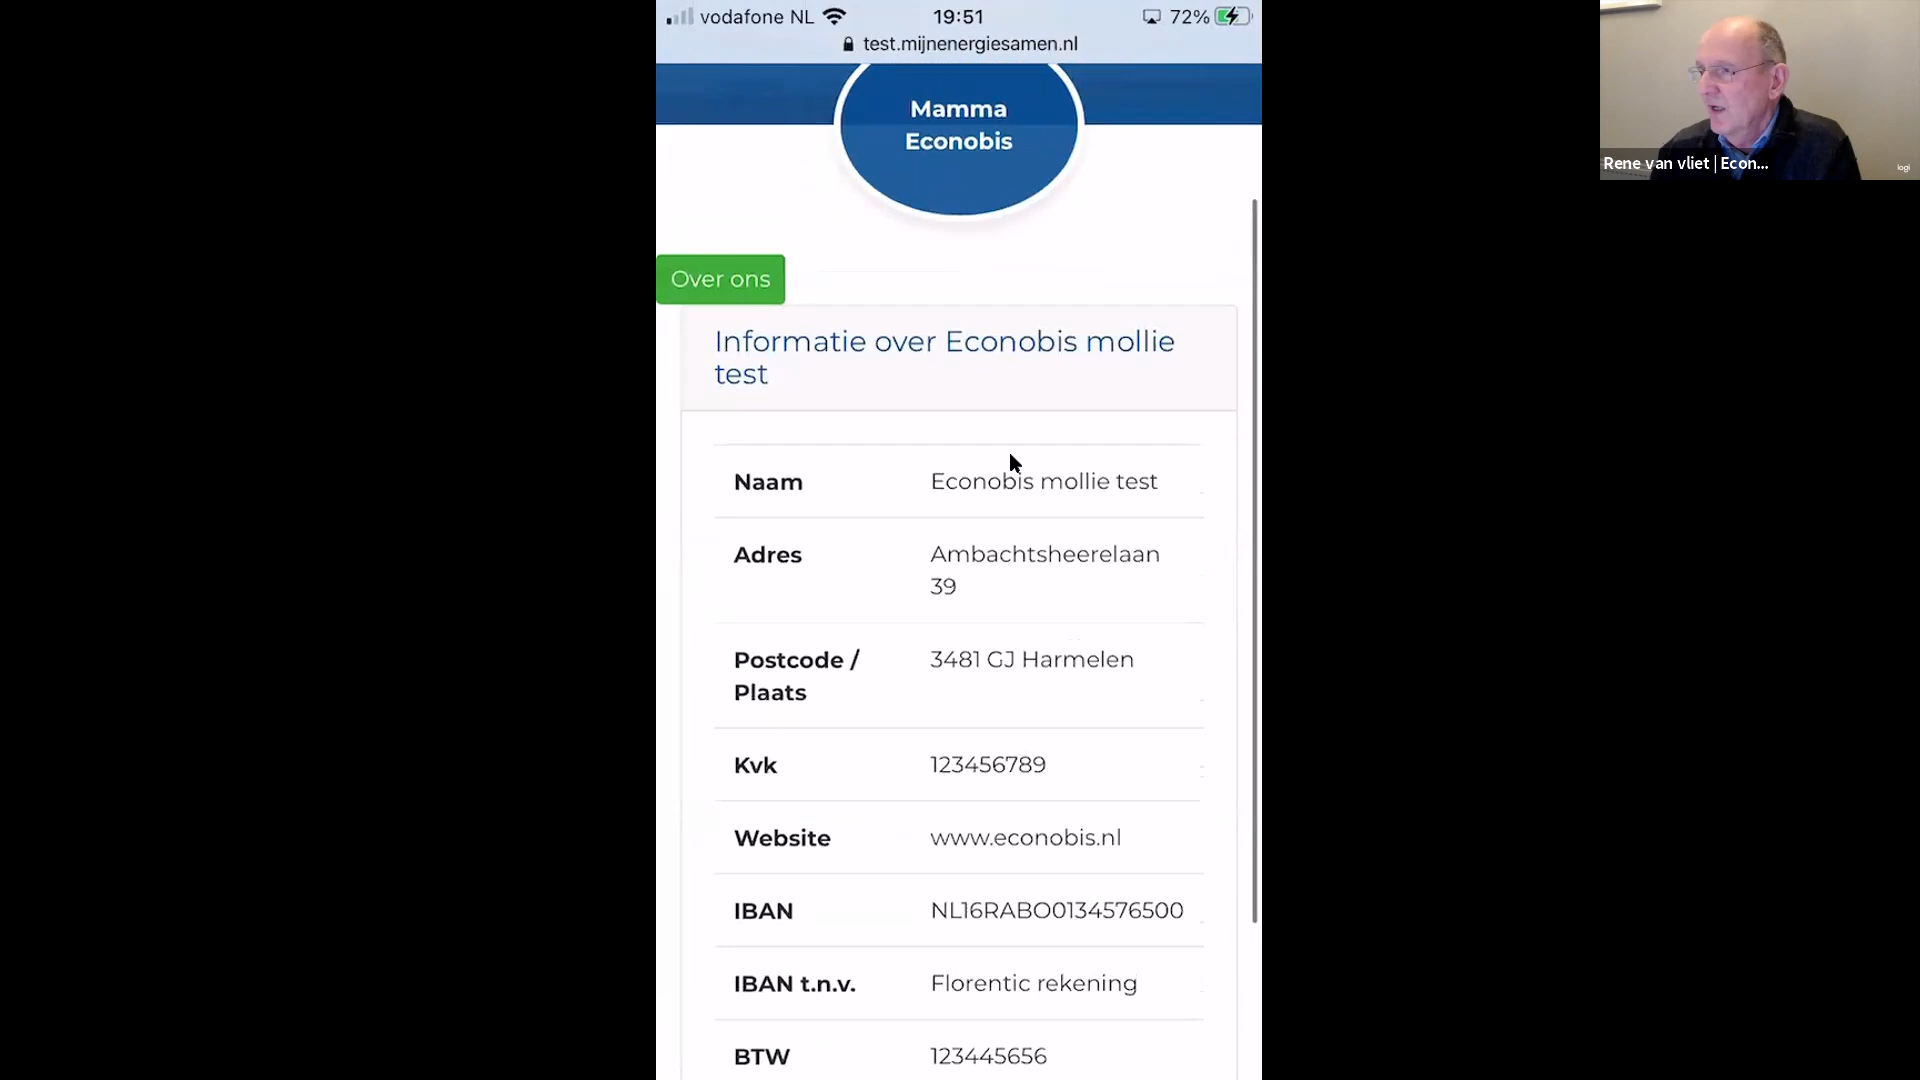 vodafone NL
19:51
72%
test.mijnenergiesamen.nl
Mamma
Econobis
Over ons
Informatie over Econobis mollie
test
Naam Econobis mollie test
Adres Ambachtsheerelaan
39
Postcode / 3481 GJ Harmelen
Plaats
Kvk 123456789
Website www.econobis.nl
IBAN NL16RABO0134576500
IBAN t.n.v. Florentic rekening
BTW 123445656
Rene van vliet | Econ...
logi